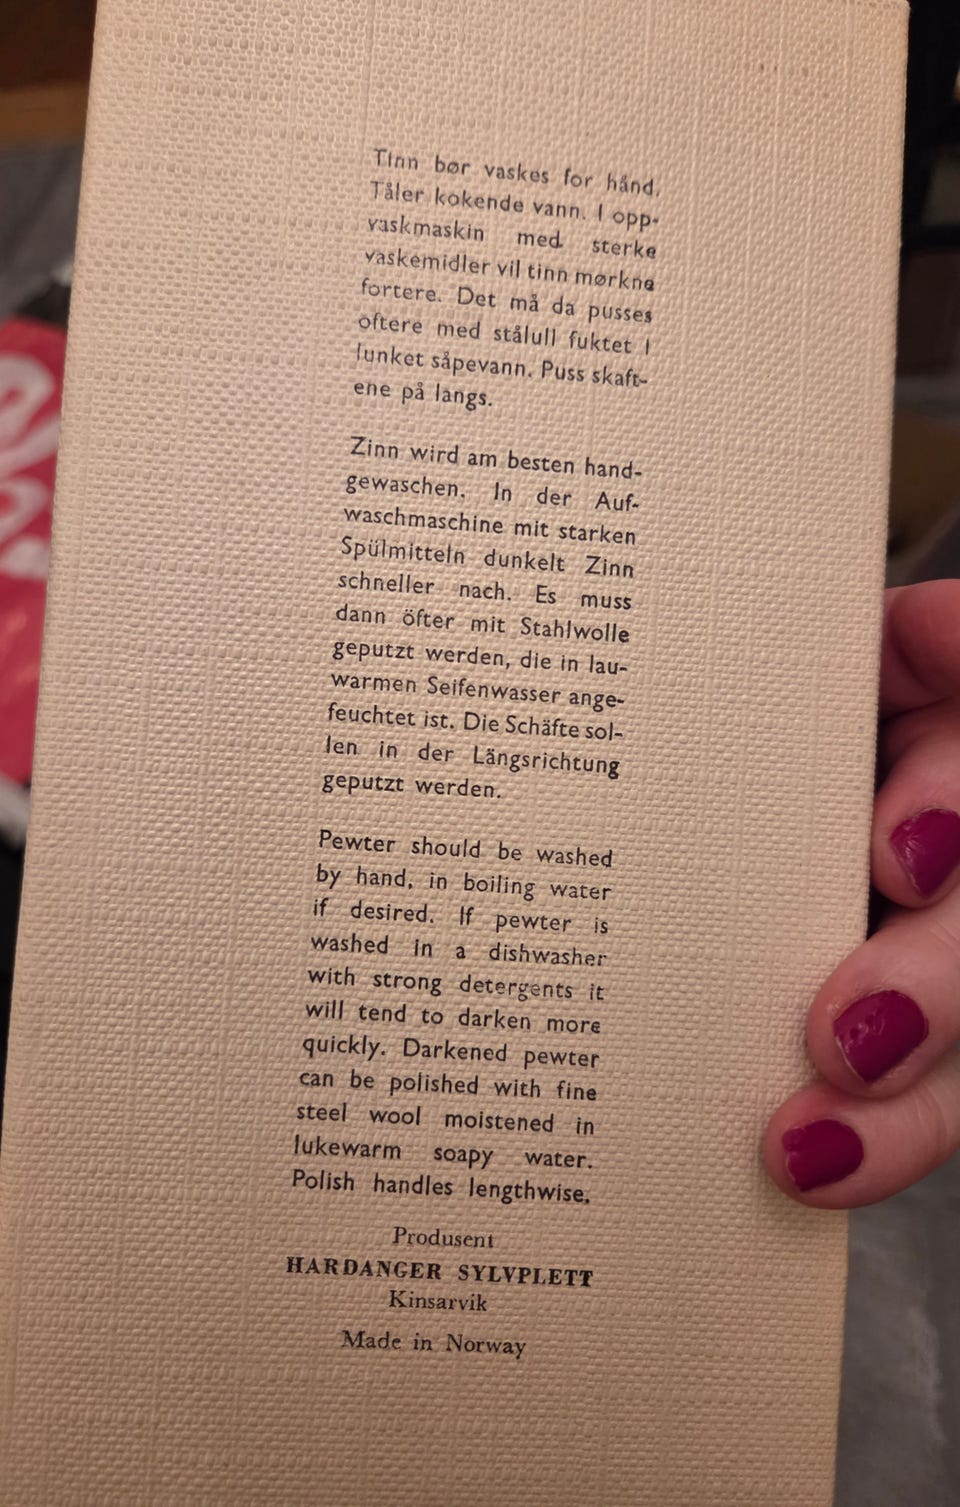 Tinn bør vaskes for hånd.
Tåler kokende vann. I opp-
vaskmaskin med sterke
vaskemidler vil tinn mørkne
fortere. Det må da pusses
oftere med stålull fuktet i
lunket såpevann. Puss skaft-
ene på langs.
Zinn wird am besten hand-
gewaschen. In der Auf-
waschmaschine mit starken
Spülmitteln dunkelt Zinn
schneller nach. Es muss
dann öfter mit Stahlwolle
geputzt werden, die in lau-
warmen Seifenwasser ange-
feuchtet ist. Die Schäfte sol-
len in der Längsrichtung
geputzt werden.
Pewter should be washed
by hand, in boiling water
if desired. If pewter is
washed in a dishwasher
with strong detergents it
will tend to darken more
quickly. Darkened pewter
can be polished with fine
steel wool moistened in
lukewarm soapy water.
Polish handles lengthwise.
Produsent
HARDANGER SYLVPLETT
Kinsarvik
Made in Norway